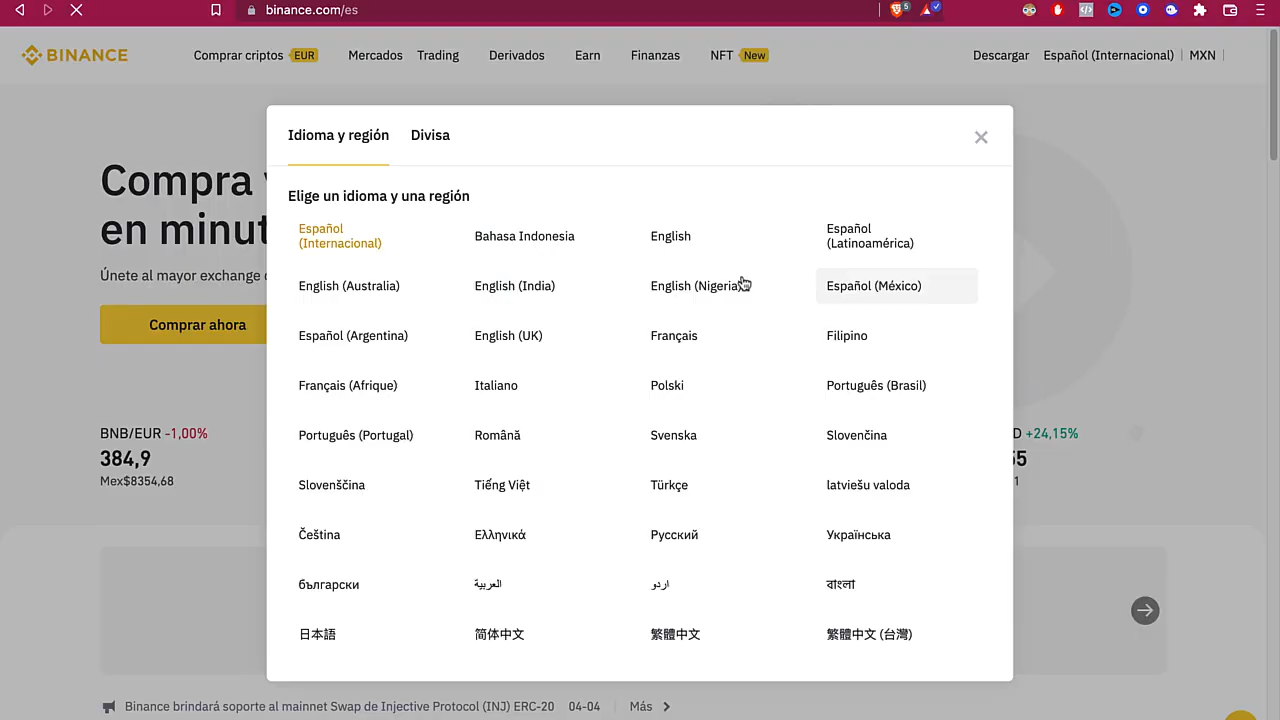 binance.com/es
5
BINANCE
Comprar criptos EUR
Mercados
Trading
Derivados
Earn
Finanzas
NFT New
Descargar
Español (Internacional)
MXN
Compra
en minut
Únete al mayor exchange
Comprar ahora
BNB/EUR -1,00%
384,9
Mex$8354,68
D +24,15%
55
1
Idioma y región
Divisa
Elige un idioma y una región
Español
(Internacional)
Bahasa Indonesia
English
Español
(Latinoamérica)
English (Australia)
English (India)
English (Nigeria)
Español (México)
Español (Argentina)
English (UK)
Français
Filipino
Français (Afrique)
Italiano
Polski
Português (Brasil)
Português (Portugal)
Română
Svenska
Slovenčina
Slovenščina
Tiếng Việt
Türkçe
latviešu valoda
Čeština
Ελληνικά
Русский
Українська
български
العربية
اردو
বাংলা
日本語
简体中文
繁體中文
繁體中文 (台灣)
Binance brindará soporte al mainnet Swap de Injective Protocol (INJ) ERC-20
04-04
Más